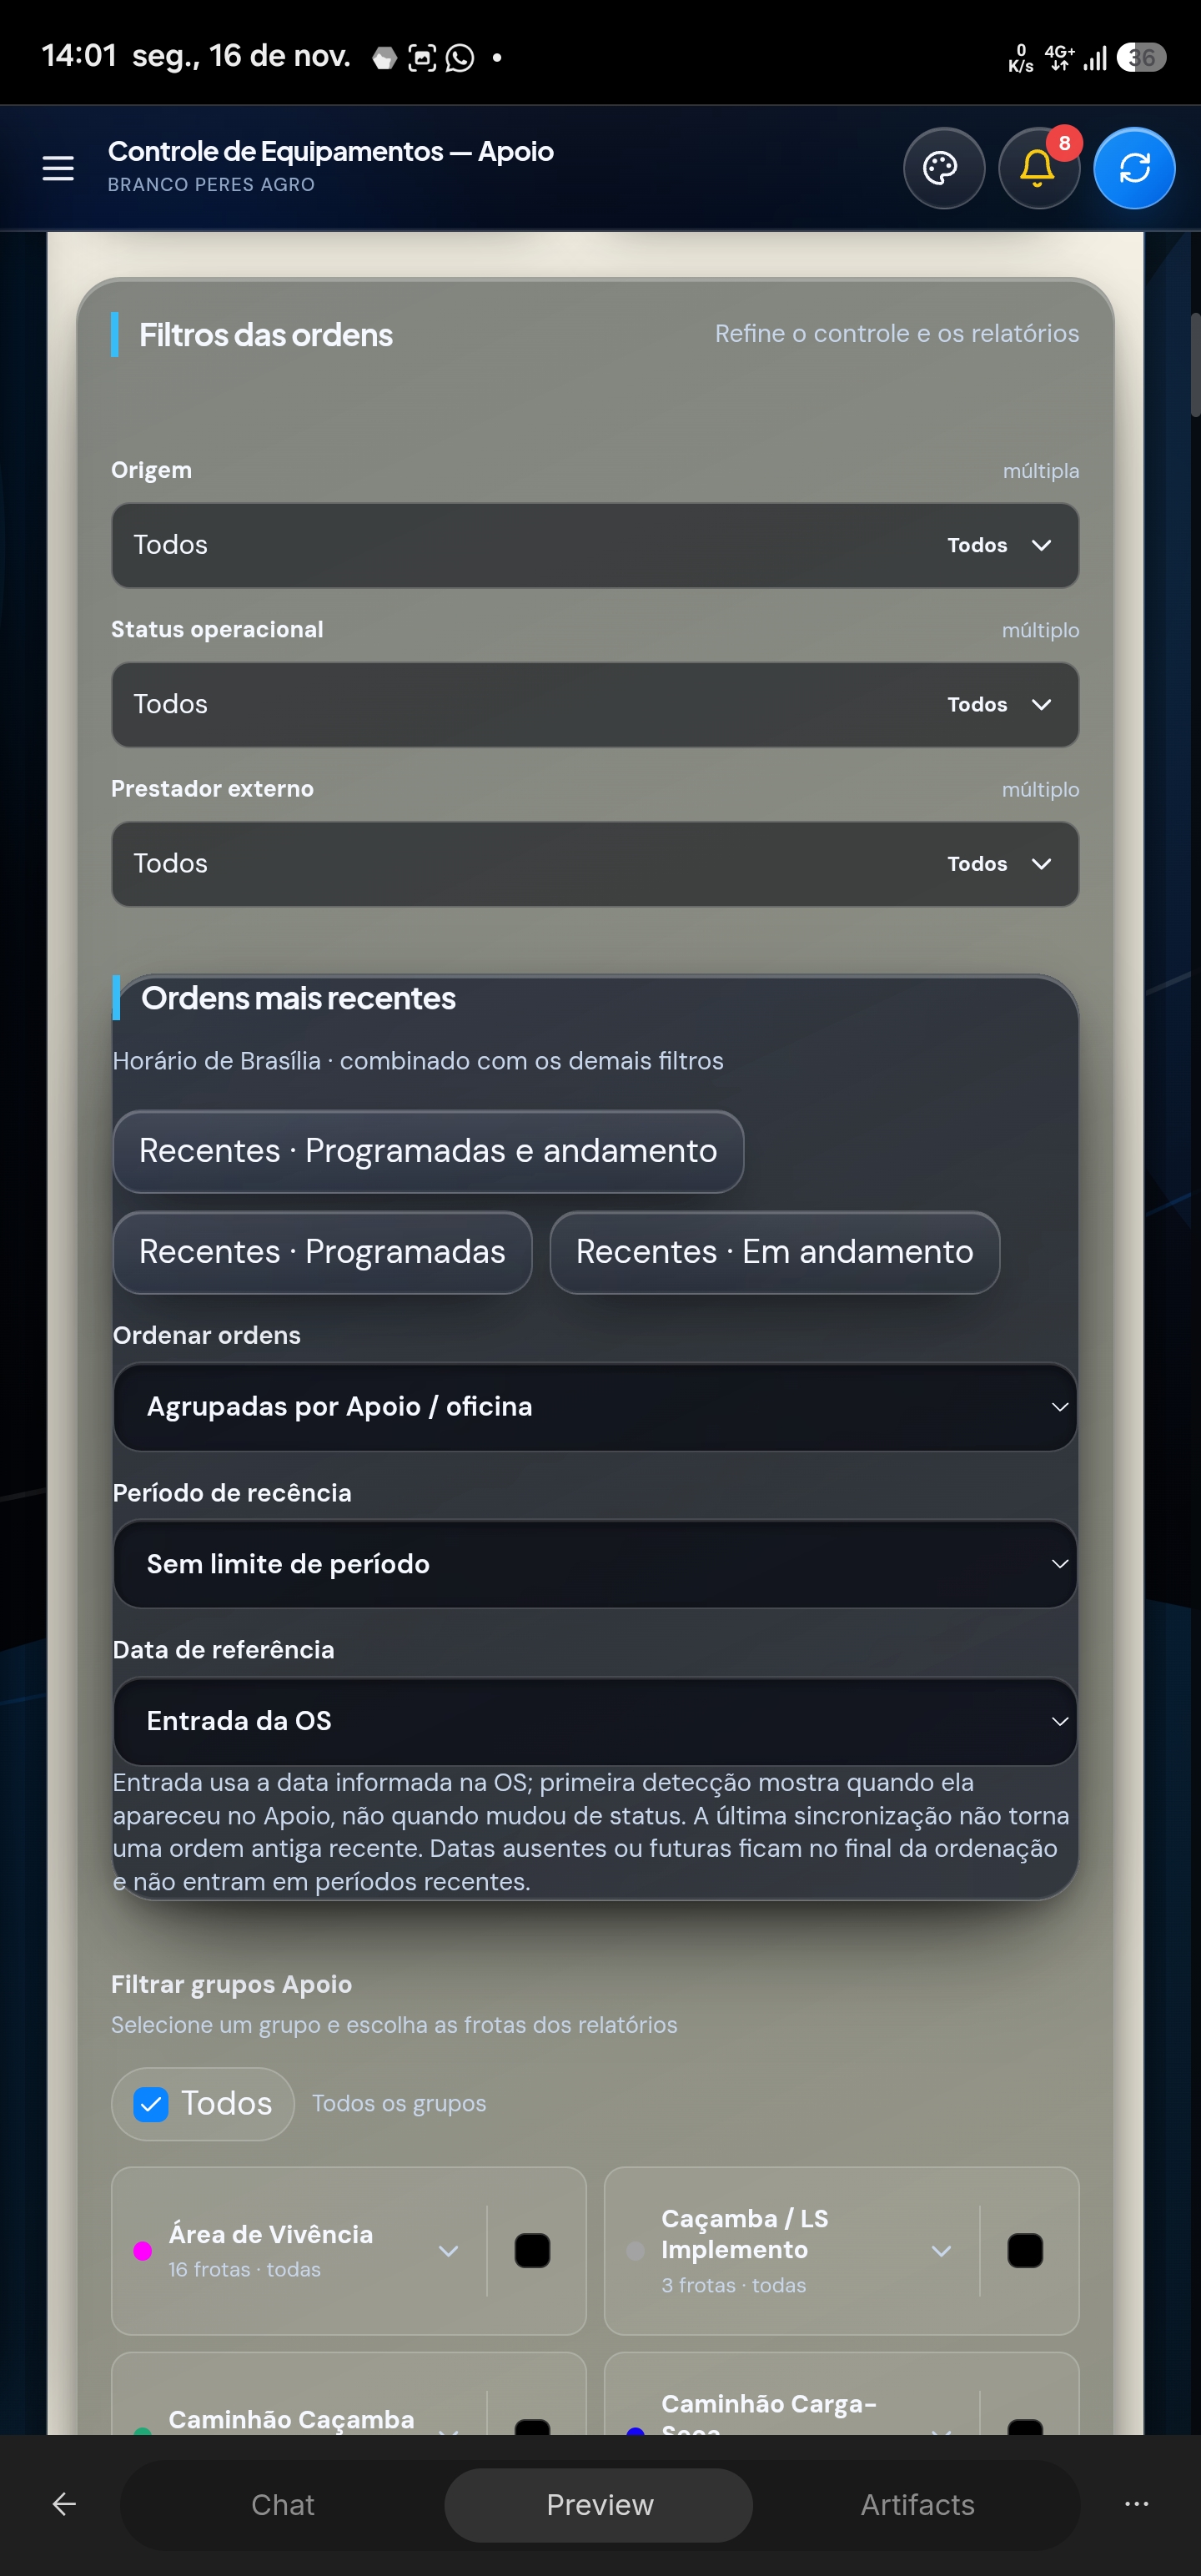 14:01 seg., 16 de nov.
0 K/s 4G+ 36
Controle de Equipamentos — Apoio
BRANCO PERES AGRO
8
Filtros das ordens
Refine o controle e os relatórios
Origem
múltipla
Todos
Todos
Status operacional
múltiplo
Todos
Todos
Prestador externo
múltiplo
Todos
Todos
Ordens mais recentes
Horário de Brasília · combinado com os demais filtros
Recentes · Programadas e andamento
Recentes · Programadas
Recentes · Em andamento
Ordenar ordens
Agrupadas por Apoio / oficina
Período de recência
Sem limite de período
Data de referência
Entrada da OS
Entrada usa a data informada na OS; primeira detecção mostra quando ela
apareceu no Apoio, não quando mudou de status. A última sincronização não torna
uma ordem antiga recente. Datas ausentes ou futuras ficam no final da ordenação
e não entram em períodos recentes.
Filtrar grupos Apoio
Selecione um grupo e escolha as frotas dos relatórios
Todos
Todos os grupos
Área de Vivência
16 frotas · todas
Caçamba / LS
Implemento
3 frotas · todas
Caminhão Caçamba
Caminhão Carga-
Seca
Chat
Preview
Artifacts